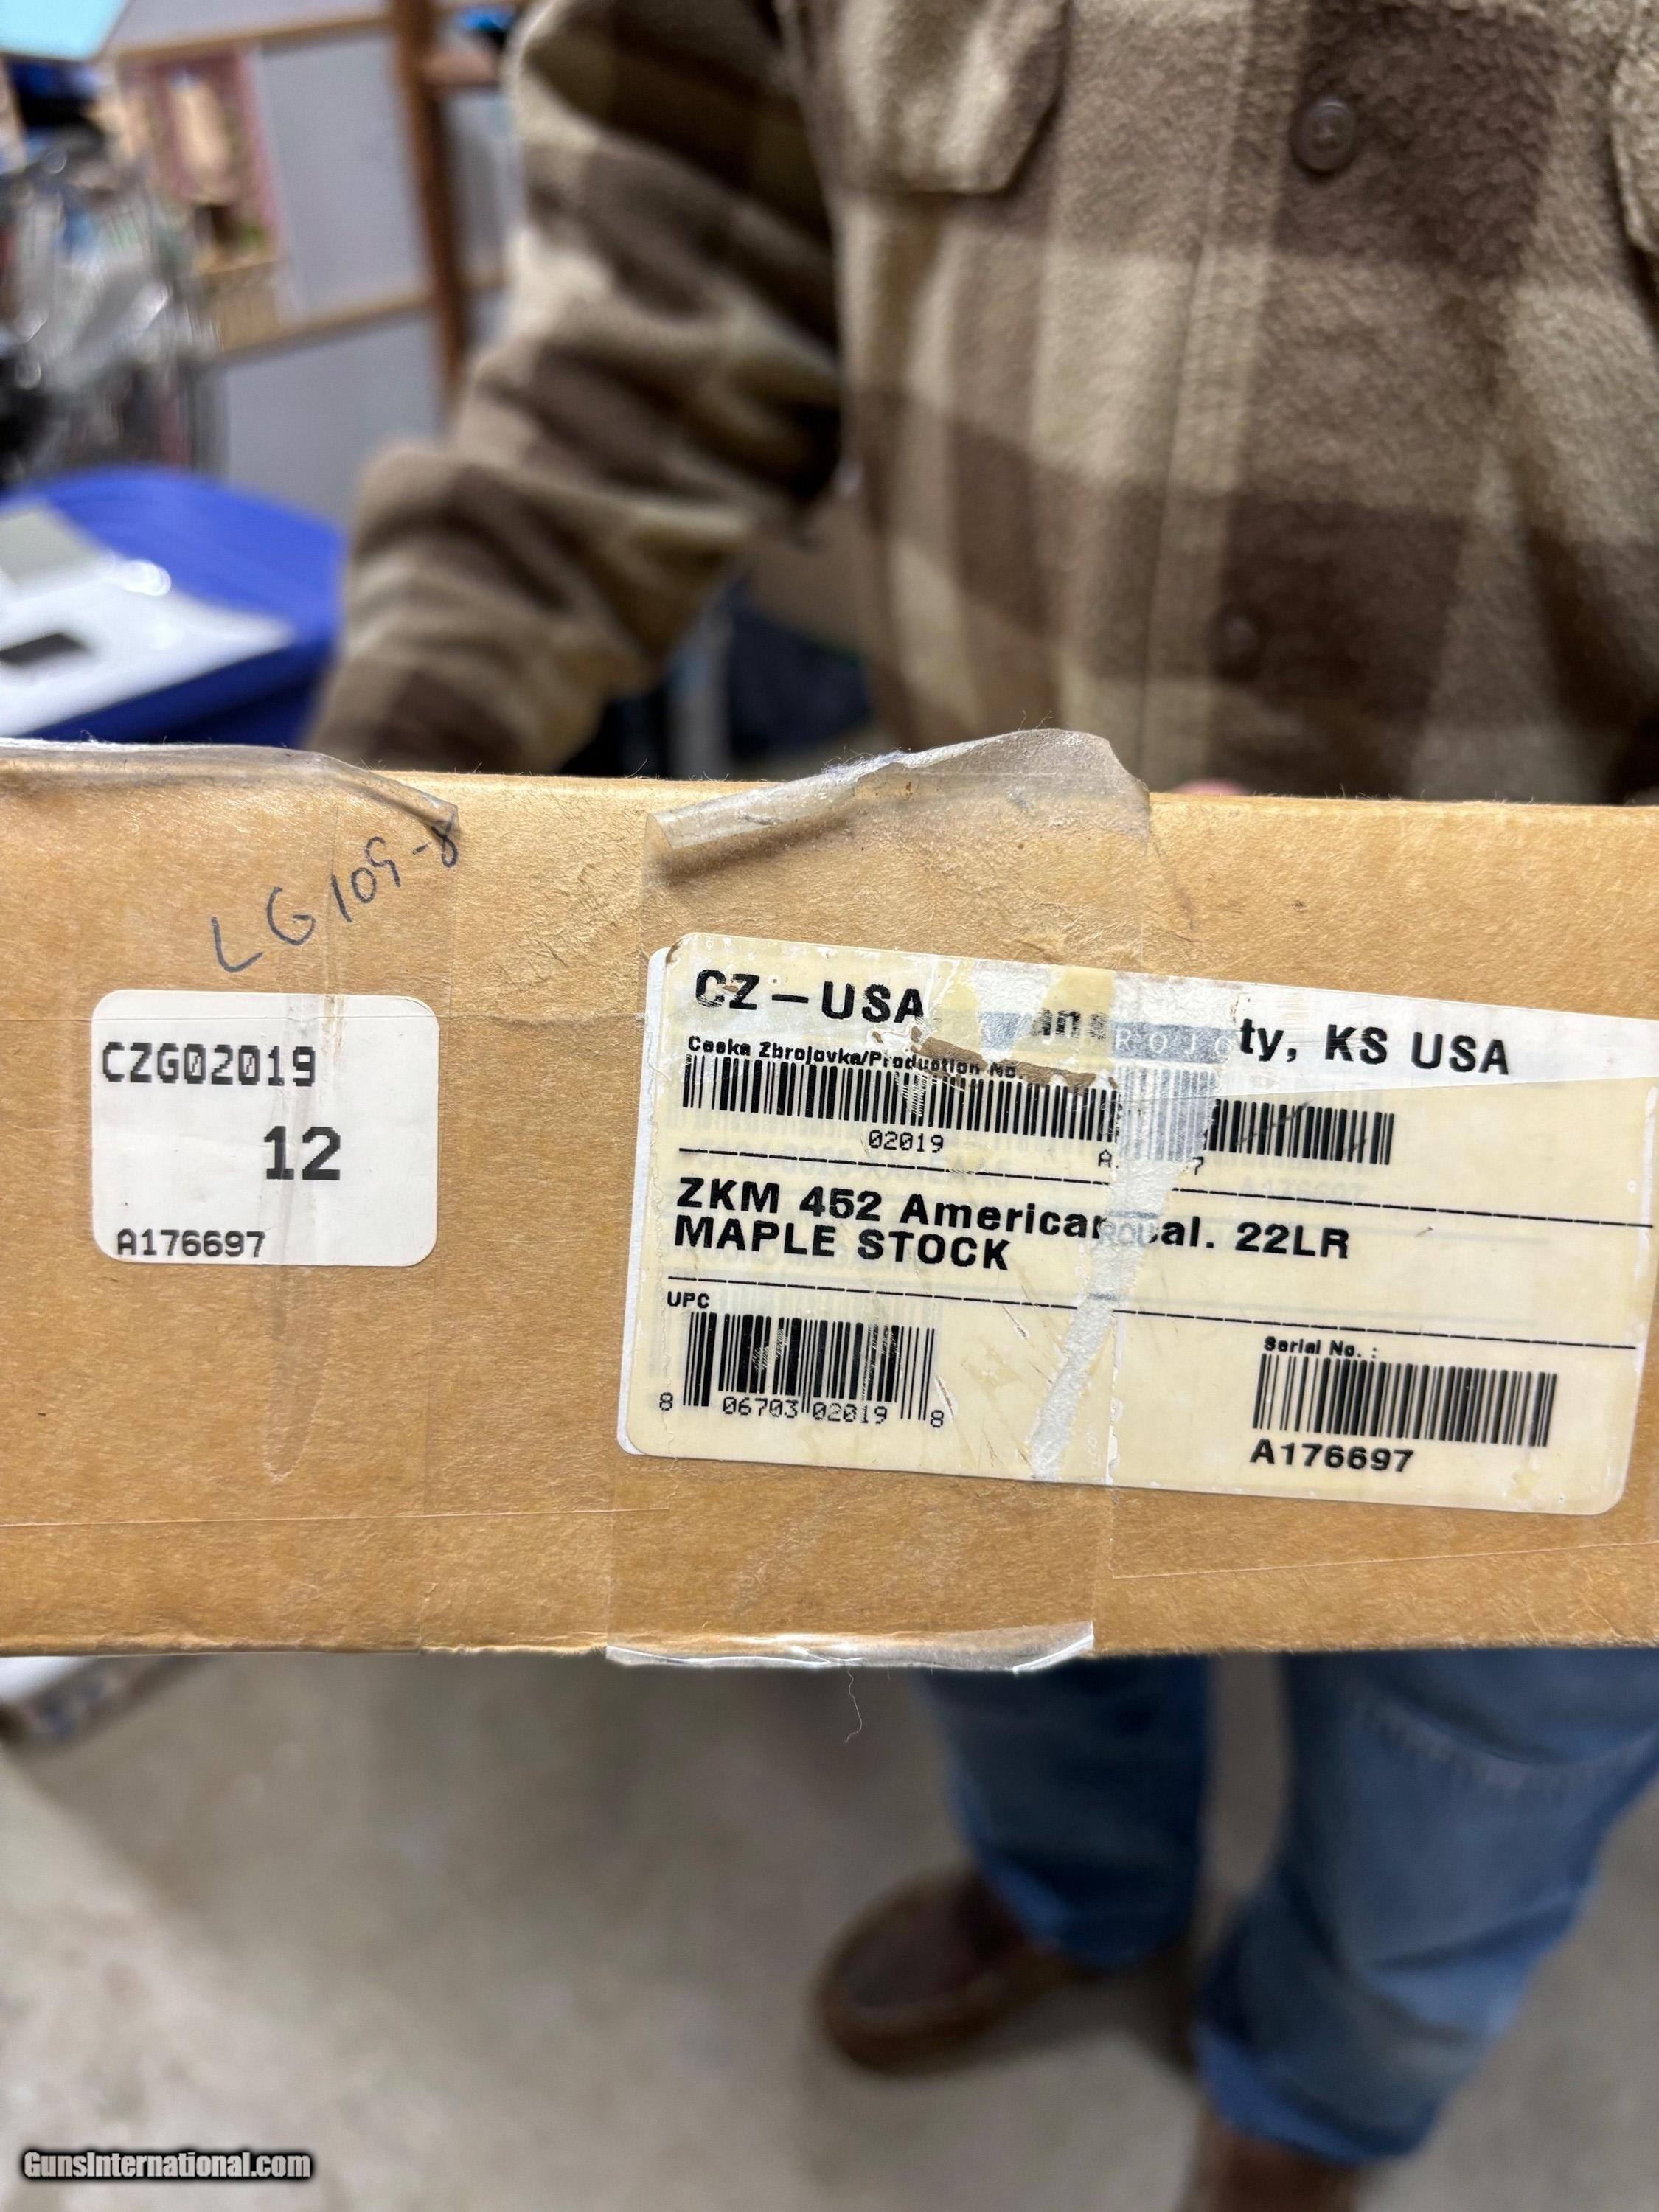 LG109-8
CZG02019
12
A176697
CZ-USA ty, KS USA
Ceska Zbrojovka/Production No.
02019
ZKM 452 American Cal. 22LR
MAPLE STOCK
UPC
8 06703 02019 8
Serial No. :
A176697
GunsInternational.com